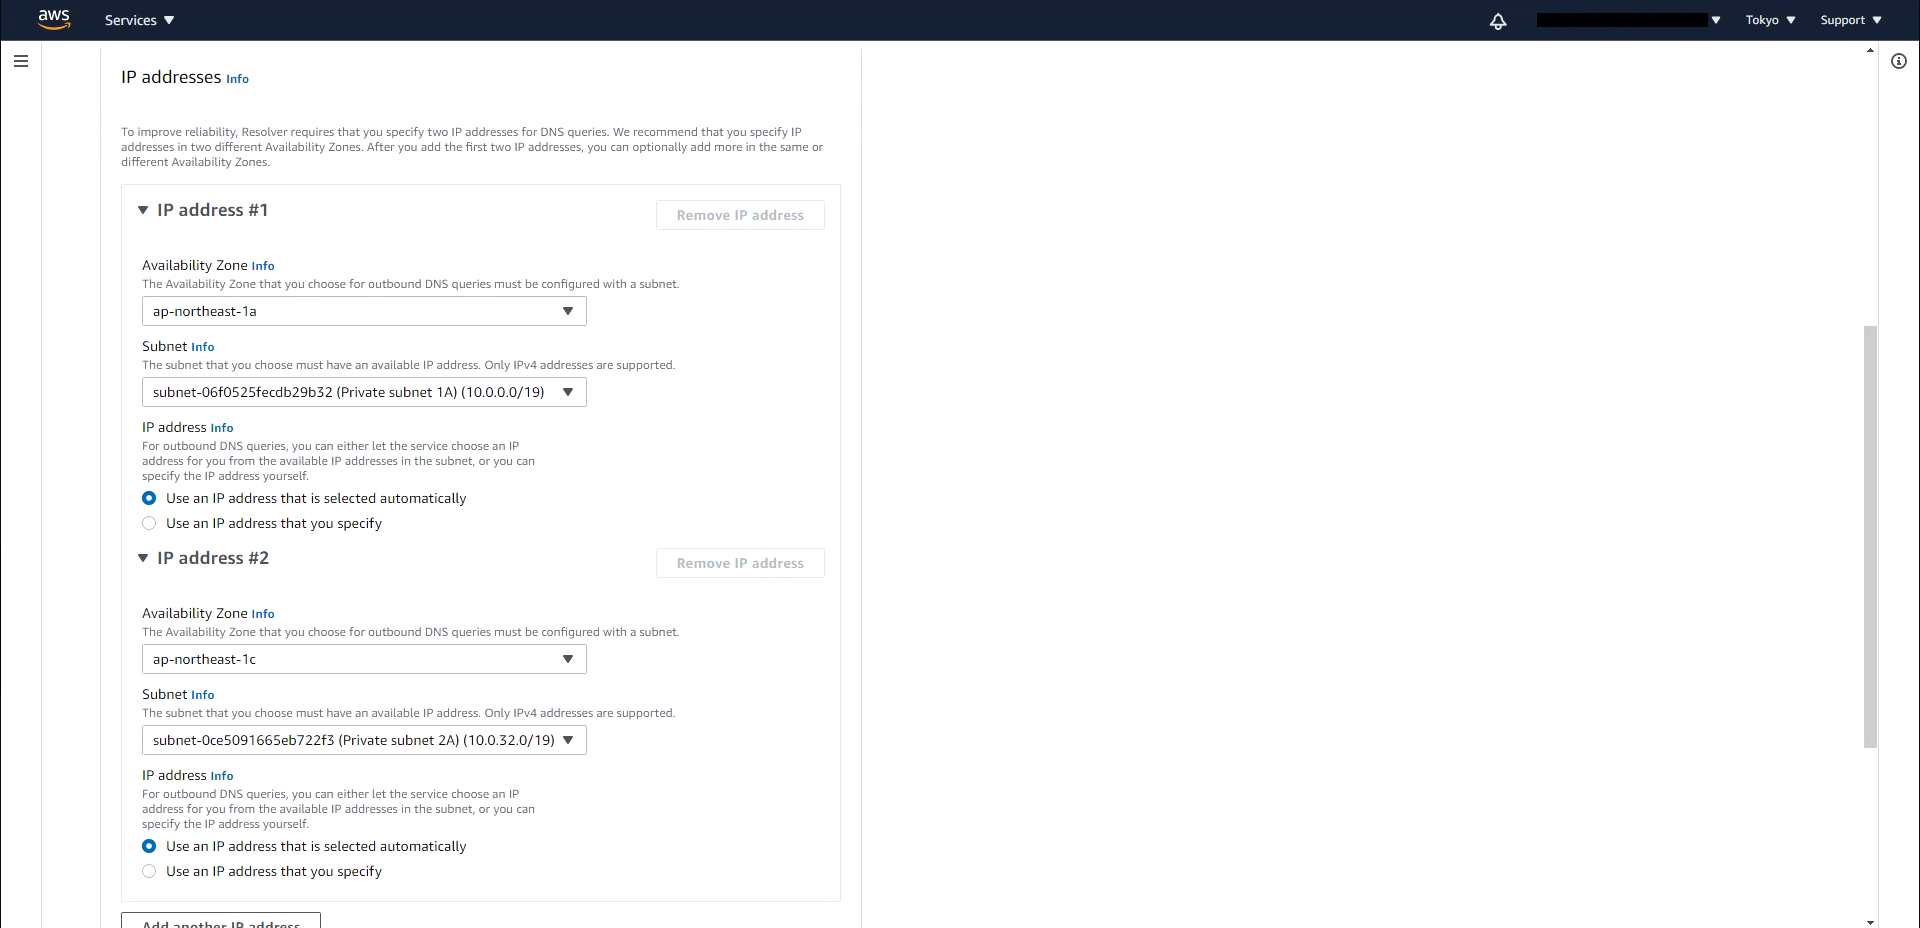 aws
Services
Tokyo
Support
IP addresses Info
To improve reliability, Resolver requires that you specify two IP addresses for DNS queries. We recommend that you specify IP
addresses in two different Availability Zones. After you add the first two IP addresses, you can optionally add more in the same or
different Availability Zones.
IP address #1
Remove IP address
Availability Zone Info
The Availability Zone that you choose for outbound DNS queries must be configured with a subnet.
ap-northeast-1a
Subnet Info
The subnet that you choose must have an available IP address. Only IPv4 addresses are supported.
subnet-06f0525fecdb29b32 (Private subnet 1A) (10.0.0.0/19)
IP address Info
For outbound DNS queries, you can either let the service choose an IP
address for you from the available IP addresses in the subnet, or you can
specify the IP address yourself.
Use an IP address that is selected automatically
Use an IP address that you specify
IP address #2
Remove IP address
Availability Zone Info
The Availability Zone that you choose for outbound DNS queries must be configured with a subnet.
ap-northeast-1c
Subnet Info
The subnet that you choose must have an available IP address. Only IPv4 addresses are supported.
subnet-0ce5091665eb722f3 (Private subnet 2A) (10.0.32.0/19)
IP address Info
For outbound DNS queries, you can either let the service choose an IP
address for you from the available IP addresses in the subnet, or you can
specify the IP address yourself.
Use an IP address that is selected automatically
Use an IP address that you specify
Add another IP address